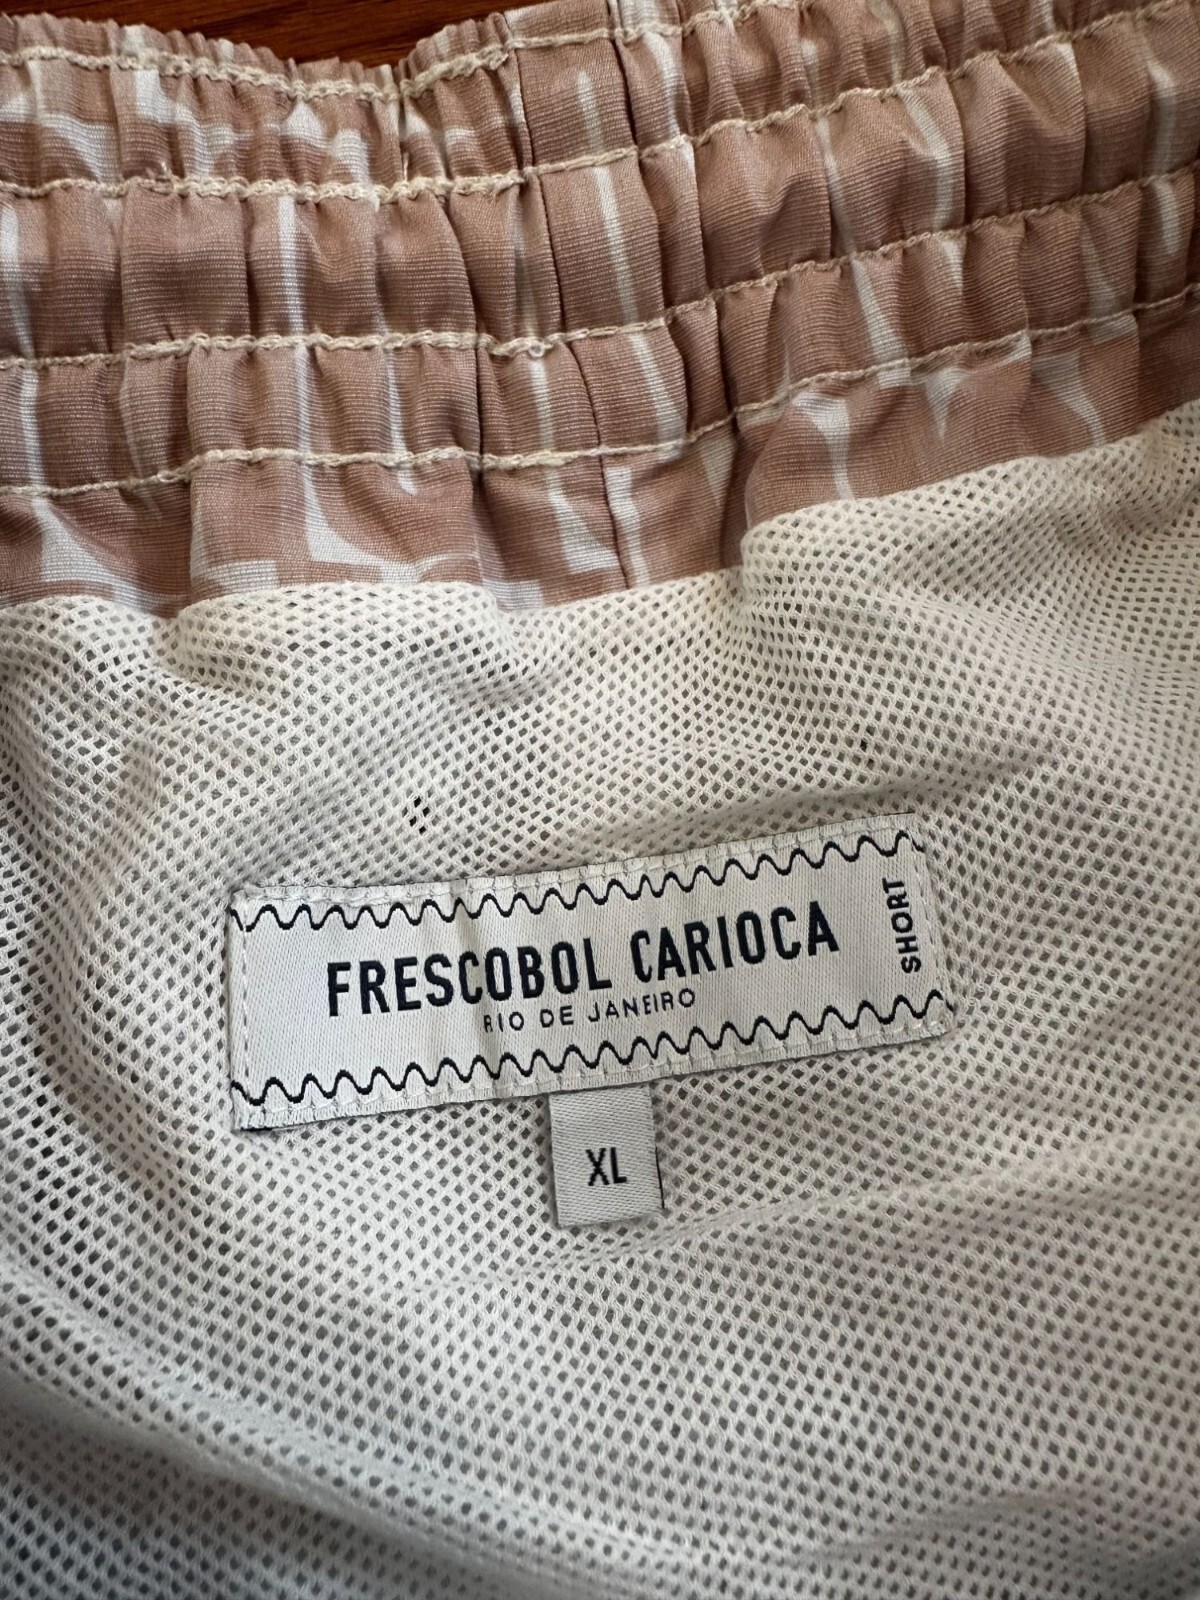 FRESCOBOL CARIOCA
RIO DE JANEIRO
SHORT
XL